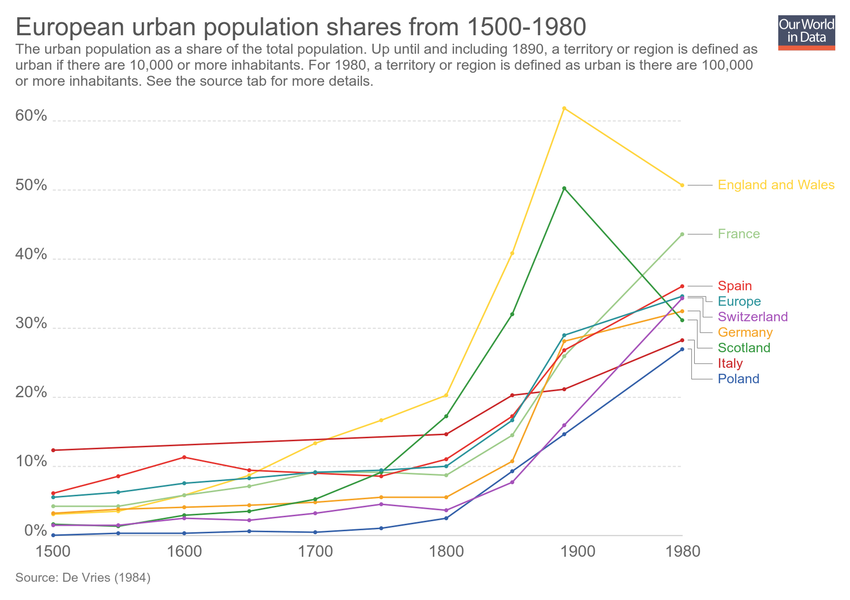 European urban population shares from 1500-1980
Our World
in Data
The urban population as a share of the total population. Up until and including 1890, a territory or region is defined as
urban if there are 10,000 or more inhabitants. For 1980, a territory or region is defined as urban is there are 100,000
or more inhabitants. See the source tab for more details.
60%
50%
40%
30%
20%
10%
0%
1500
1600
1700
1800
1900
1980
England and Wales
France
Spain
Europe
Switzerland
Germany
Scotland
Italy
Poland
Source: De Vries (1984)